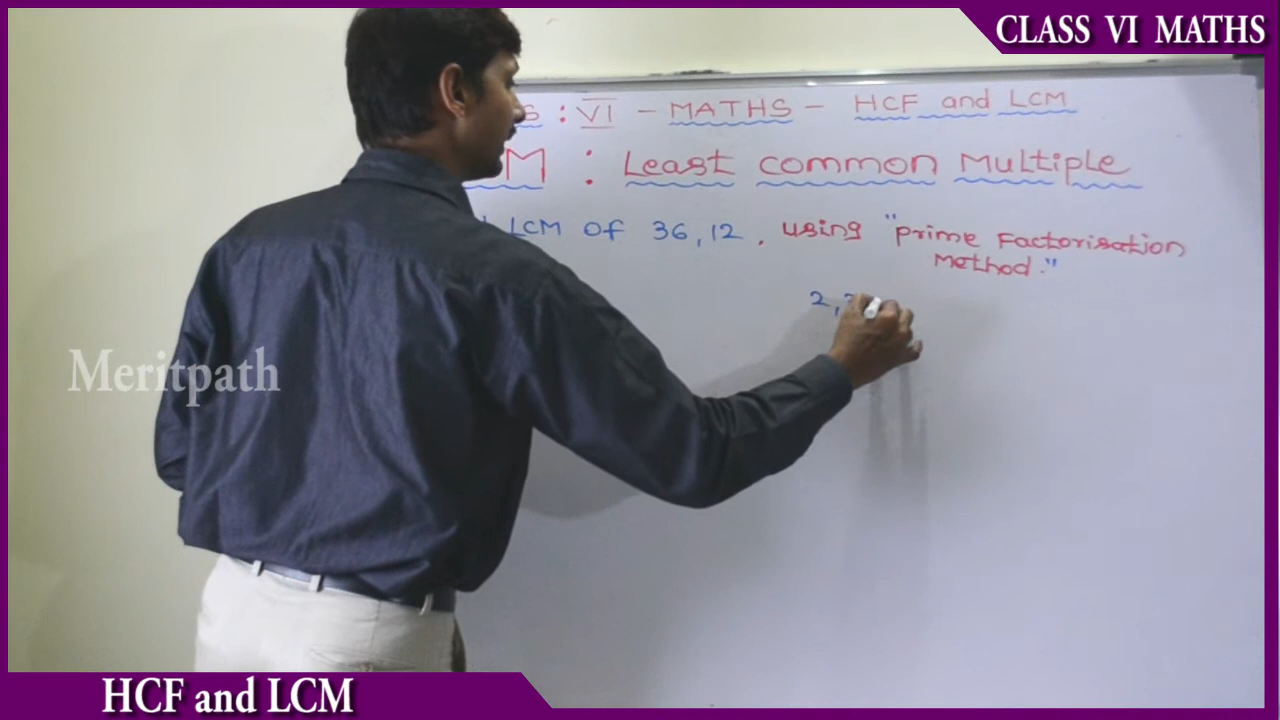 CLASS VI MATHS
S : VI - MATHS - HCF and LCM
M : Least common Multiple
LCM of 36, 12, using "prime Factorisation
Method."
2,
Meritpath
HCF and LCM